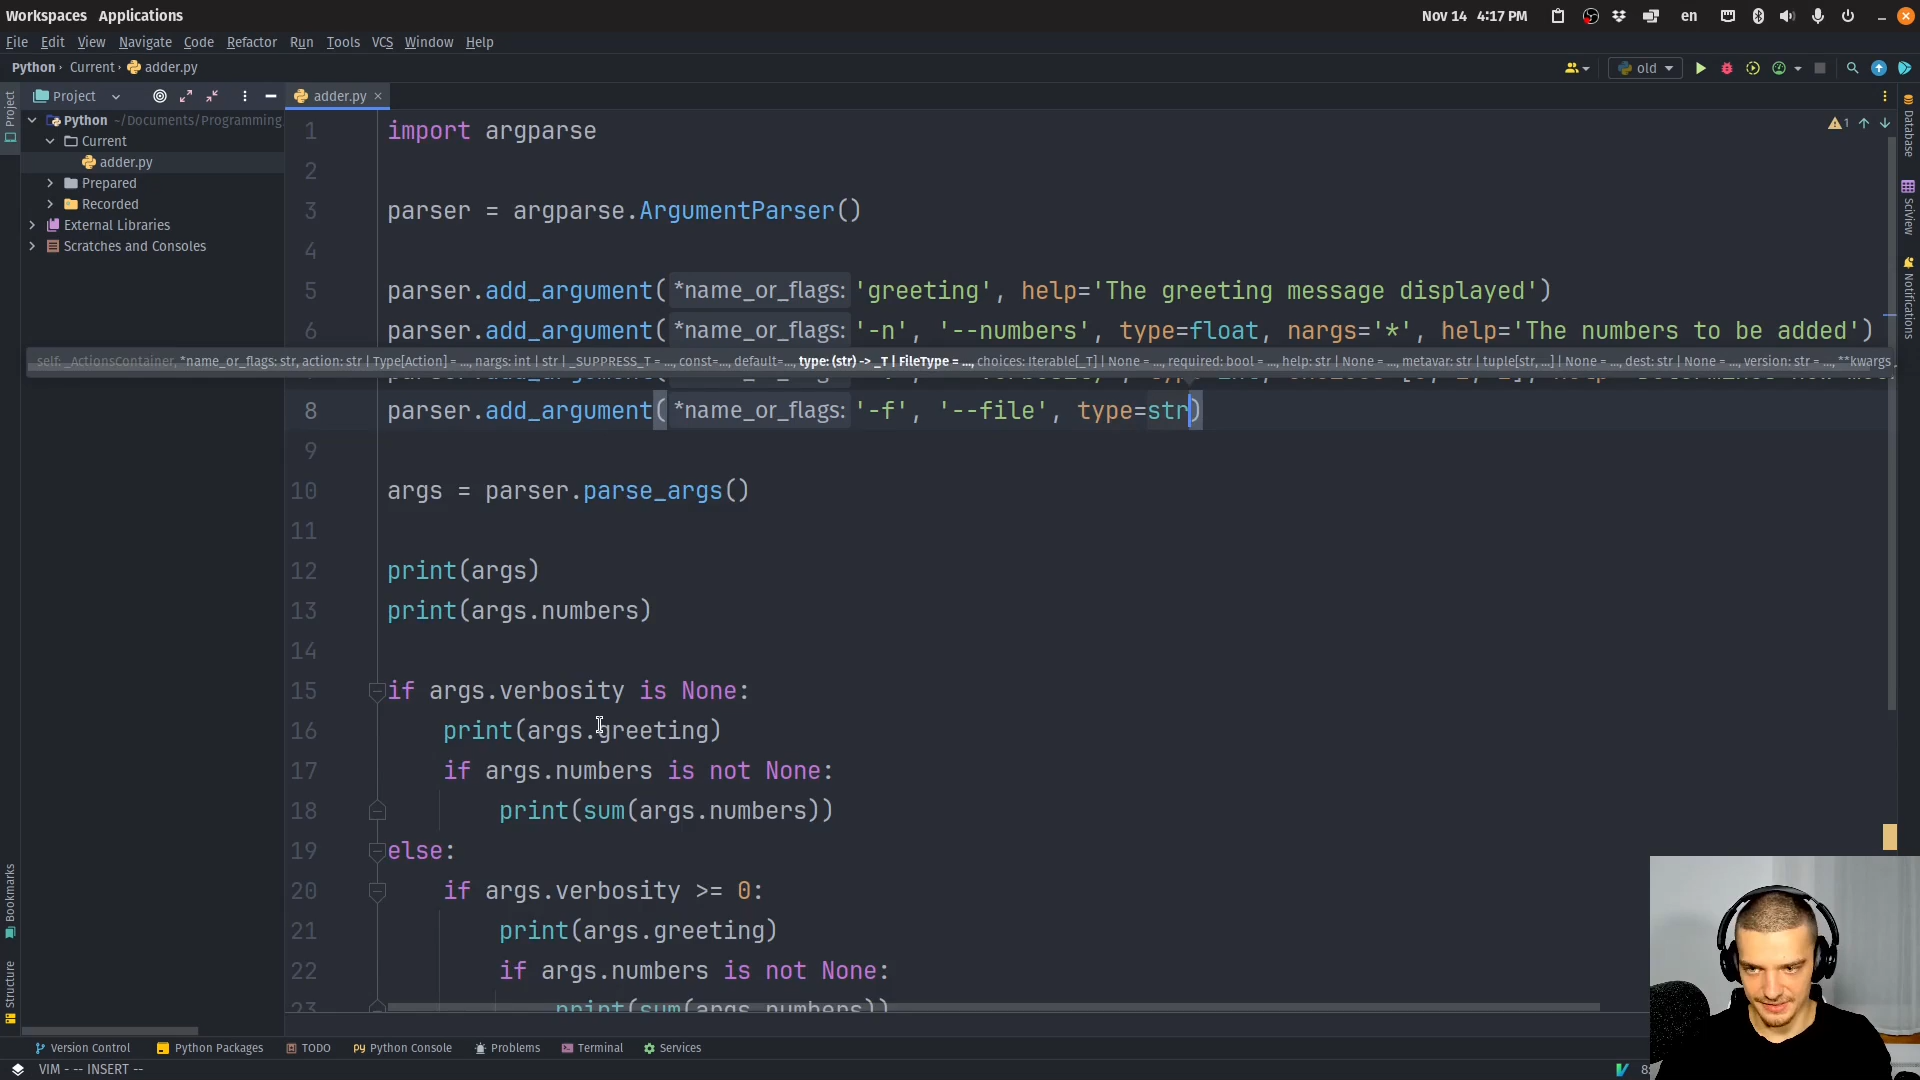 Workspaces Applications Nov 14 4:17 PM en
File Edit View Navigate Code Refactor Run Tools VCS Window Help
Python Current adder.py old
Project adder.py
Project
Python ~/Documents/Programming
Current
adder.py
Prepared
Recorded
External Libraries
Scratches and Consoles
1 import argparse
2
3 parser = argparse.ArgumentParser()
4
5 parser.add_argument( *name_or_flags: 'greeting', help='The greeting message displayed')
6 parser.add_argument( *name_or_flags: '-n', '--numbers', type=float, nargs='*', help='The numbers to be added')
self: _ActionsContainer, *name_or_flags: str, action: str | Type[Action] = ..., nargs: int | str | _SUPPRESS_T = ..., const=..., default=..., type: (str) -> _T | FileType = ..., choices: Iterable[_T] | None = ..., required: bool = ..., help: str | None = ..., metavar: str | tuple[str, ...] | None = ..., dest: str | None = ..., version: str = ..., **kwargs
8 parser.add_argument( *name_or_flags: '-f', '--file', type=str)
9
10 args = parser.parse_args()
11
12 print(args)
13 print(args.numbers)
14
15 if args.verbosity is None:
16 print(args.greeting)
17 if args.numbers is not None:
18 print(sum(args.numbers))
19 else:
20 if args.verbosity >= 0:
21 print(args.greeting)
22 if args.numbers is not None:
23 print(sum(args.numbers))
1
Database
SciView
Notifications
Bookmarks
Structure
Version Control Python Packages TODO Python Console Problems Terminal Services
VIM - -- INSERT --